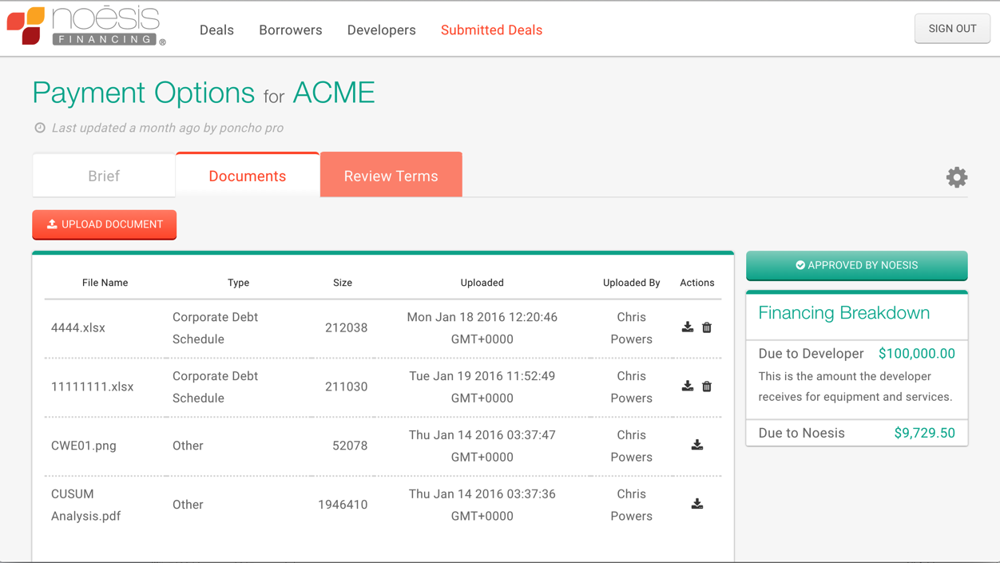 noēsis
FINANCING ®
Deals Borrowers Developers Submitted Deals
SIGN OUT
Payment Options for ACME
Last updated a month ago by poncho pro
Brief Documents Review Terms
UPLOAD DOCUMENT
File Name Type Size Uploaded Uploaded By Actions
4444.xlsx Corporate Debt Schedule 212038 Mon Jan 18 2016 12:20:46 GMT+0000 Chris Powers
11111111.xlsx Corporate Debt Schedule 211030 Tue Jan 19 2016 11:52:49 GMT+0000 Chris Powers
CWE01.png Other 52078 Thu Jan 14 2016 03:37:47 GMT+0000 Chris Powers
CUSUM Analysis.pdf Other 1946410 Thu Jan 14 2016 03:37:36 GMT+0000 Chris Powers
APPROVED BY NOESIS
Financing Breakdown
Due to Developer $100,000.00
This is the amount the developer
receives for equipment and services.
Due to Noesis $9,729.50